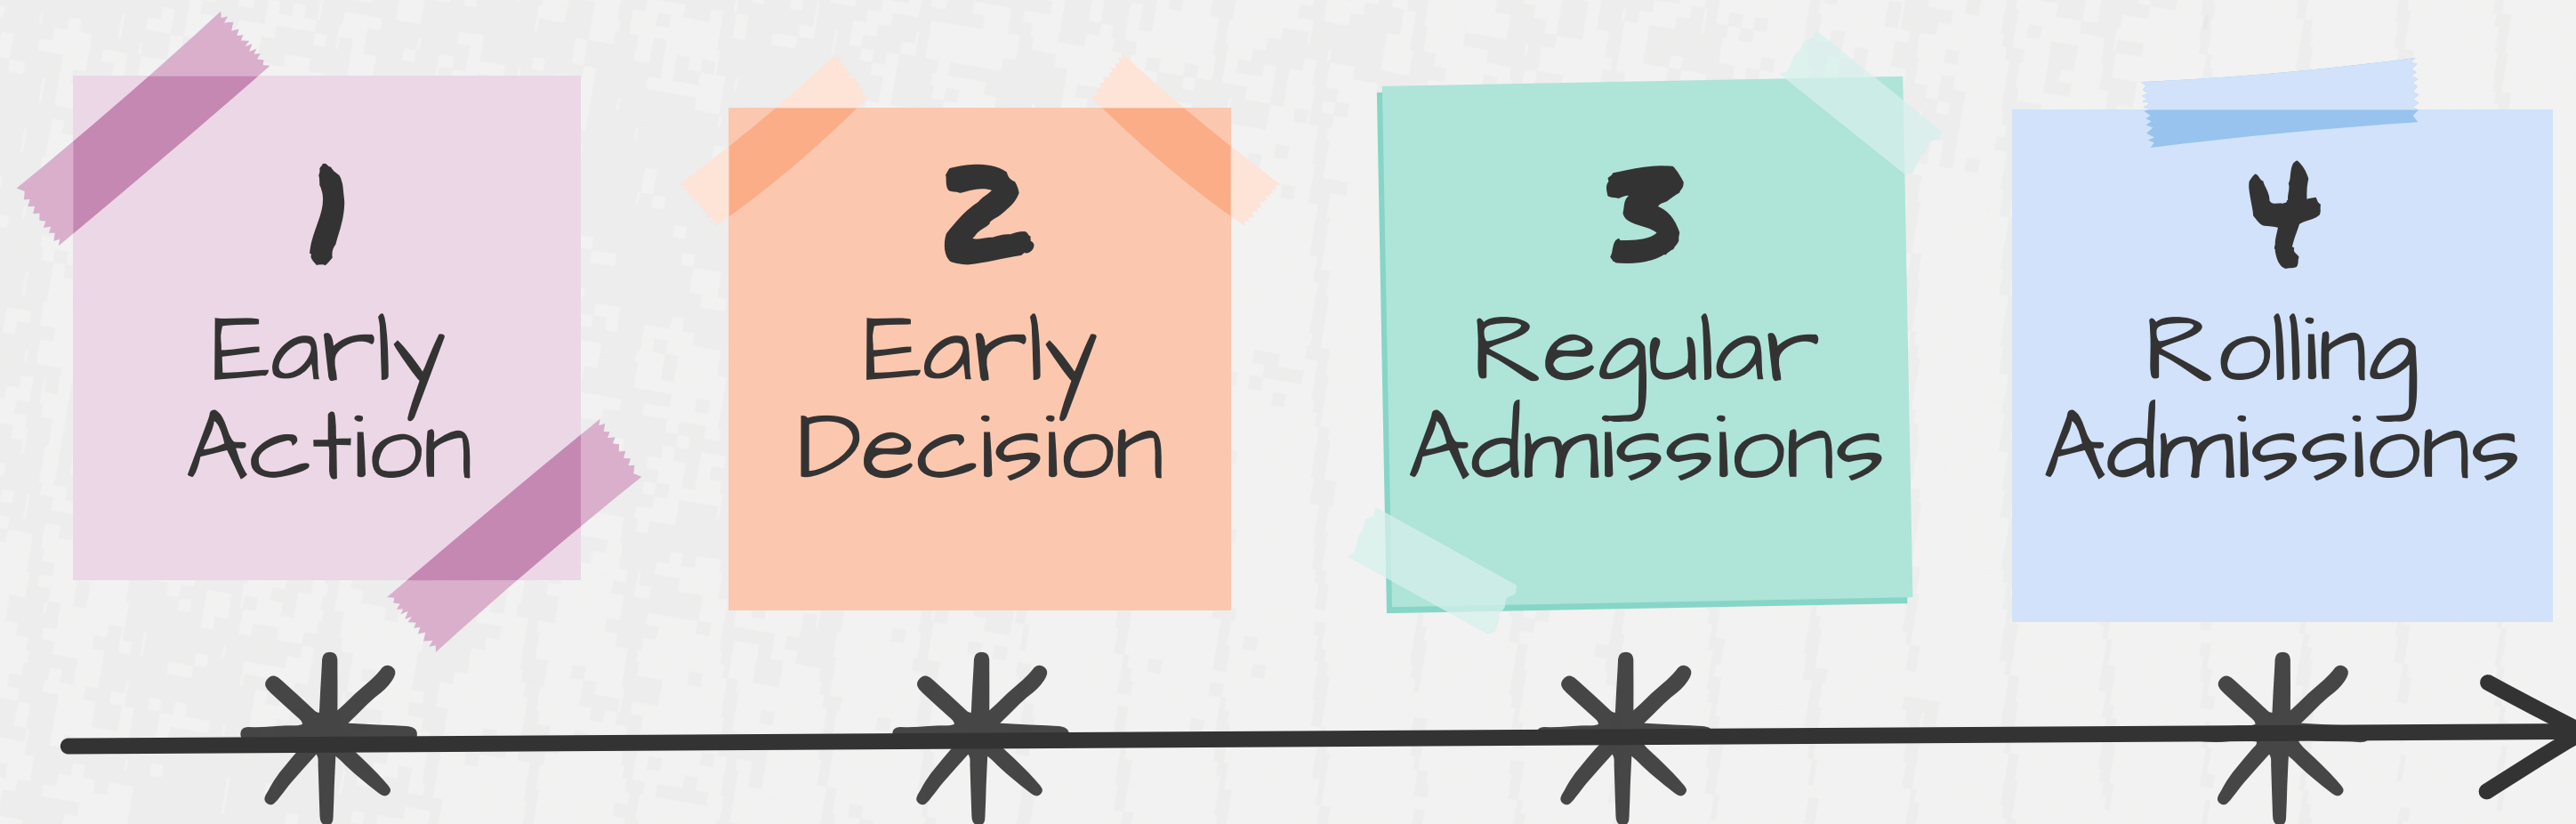 1
Early
Action
2
Early
Decision
3
Regular
Admissions
4
Rolling
Admissions